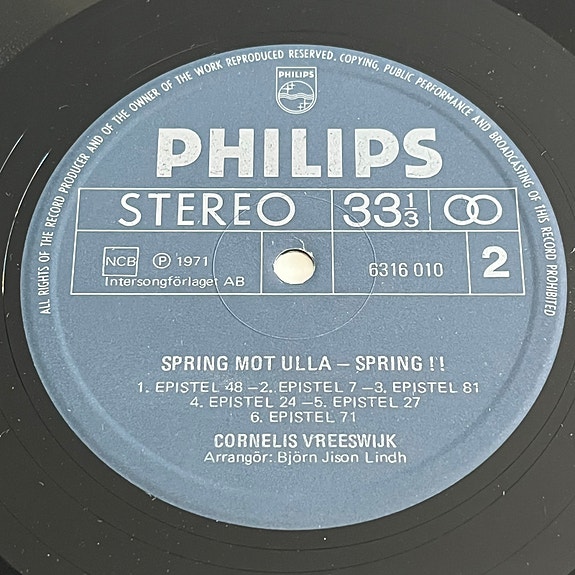 ALL RIGHTS OF THE RECORD PRODUCER AND OF THE OWNER OF THE WORK REPRODUCED RESERVED. COPYING, PUBLIC PERFORMANCE AND BROADCASTING OF THIS RECORD PROHIBITED
PHILIPS
PHILIPS
STEREO 33 1/3
NCB Ⓟ 1971 6316 010 2
Intersongförlaget AB
SPRING MOT ULLA – SPRING !!
1. EPISTEL 48 – 2. EPISTEL 7 – 3. EPISTEL 81
4. EPISTEL 24 – 5. EPISTEL 27
6. EPISTEL 71
CORNELIS VREESWIJK
Arrangör: Björn Jison Lindh